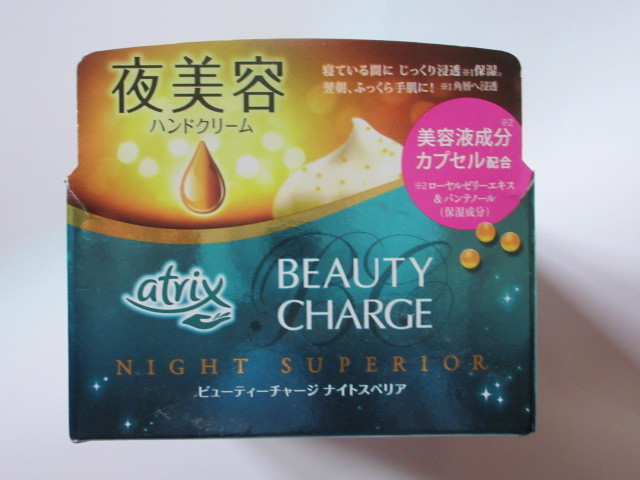 夜美容
ハンドクリーム
寝ている間に じっくり浸透※1保湿。
翌朝、ふっくら手肌に! ※1角層へ浸透
※2
美容液成分
カプセル配合
※2ローヤルゼリーエキス
&パンテノール
(保湿成分)
atrix
BEAUTY
CHARGE
NIGHT SUPERIOR
ビューティーチャージ ナイトスペリア